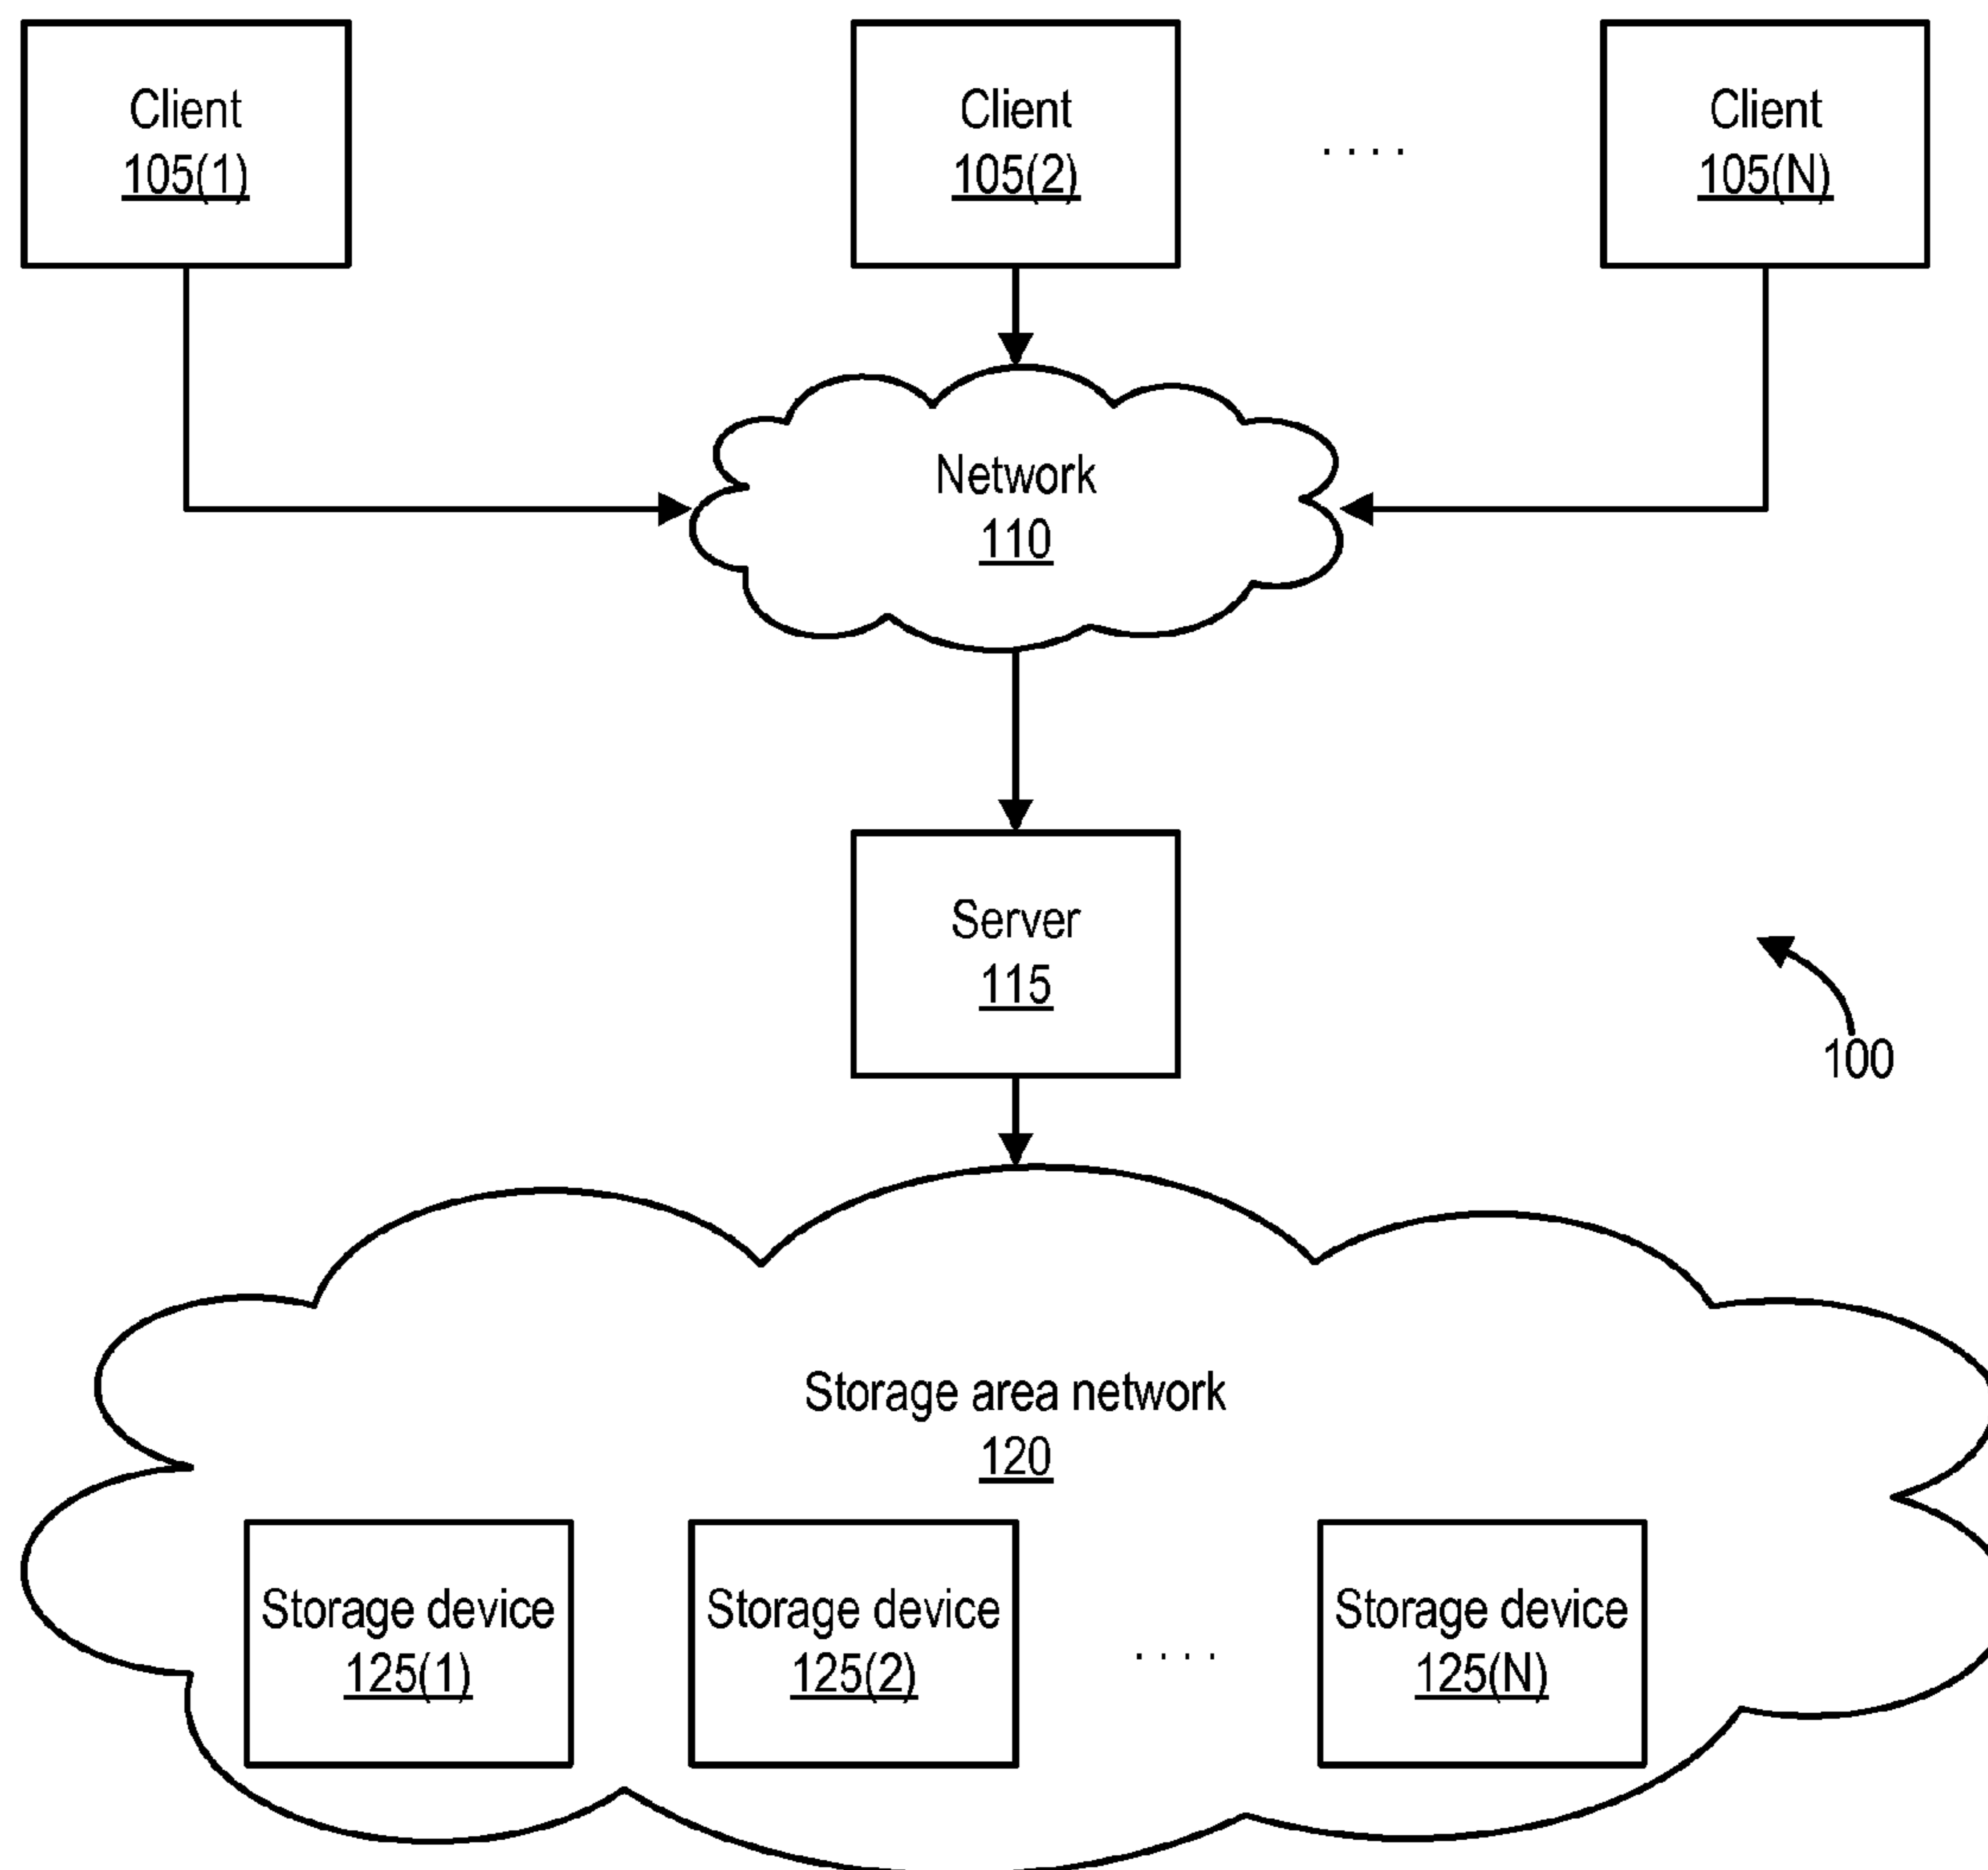 Client
105(1)
Client
105(2)
. . . .
Client
105(N)
Network
110
Server
115
100
Storage area network
120
Storage device
125(1)
Storage device
125(2)
. . . .
Storage device
125(N)